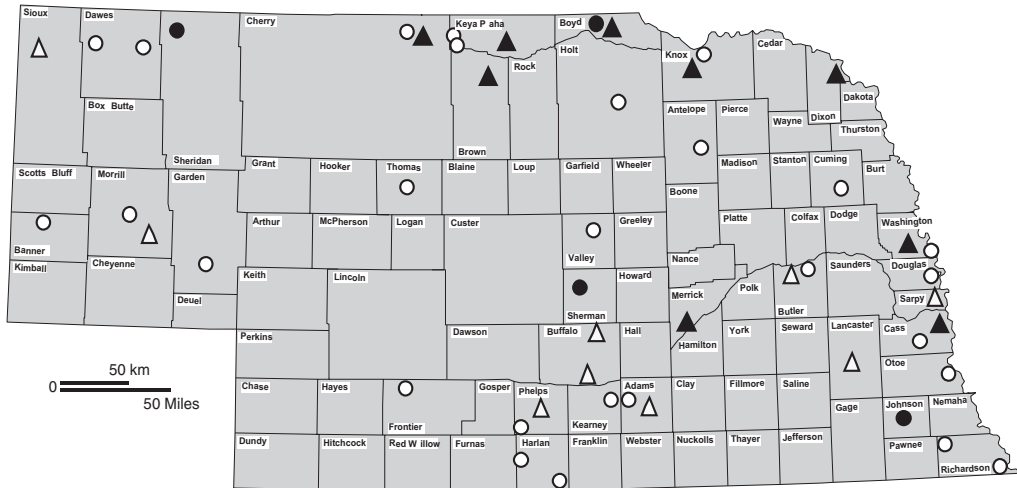 Sioux
Dawes
Cherry
Keya P aha
Boyd
Holt
Knox
Cedar
Rock
Dakota
Box Butte
Antelope
Pierce
Dixon
Wayne
Thurston
Brown
Sheridan
Scotts Bluff
Morrill
Garden
Grant
Hooker
Thomas
Blaine
Loup
Garfield
Wheeler
Madison
Stanton
Cuming
Burt
Boone
Arthur
McPherson
Logan
Custer
Greeley
Platte
Colfax
Dodge
Washington
Banner
Valley
Nance
Kimball
Cheyenne
Keith
Lincoln
Howard
Saunders
Douglas
Deuel
Merrick
Polk
Sarpy
Sherman
Butler
Perkins
Dawson
Buffalo
Hall
Hamilton
York
Seward
Lancaster
Cass
Otoe
50 km
0
50 Miles
Chase
Hayes
Gosper
Phelps
Adams
Clay
Fillmore
Saline
Frontier
Kearney
Gage
Johnson
Nemaha
Dundy
Hitchcock
Red W illow
Furnas
Harlan
Franklin
Webster
Nuckolls
Thayer
Jefferson
Pawnee
Richardson